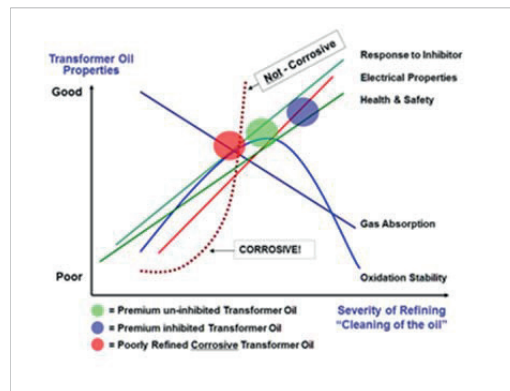 Transformer Oil
Properties
Good
Poor
Not - Corrosive
CORROSIVE!
Response to Inhibitor
Electrical Properties
Health & Safety
Gas Absorption
Oxidation Stability
Severity of Refining
“Cleaning of the oil”
= Premium un-inhibited Transformer Oil
= Premium inhibited Transformer Oil
= Poorly Refined Corrosive Transformer Oil